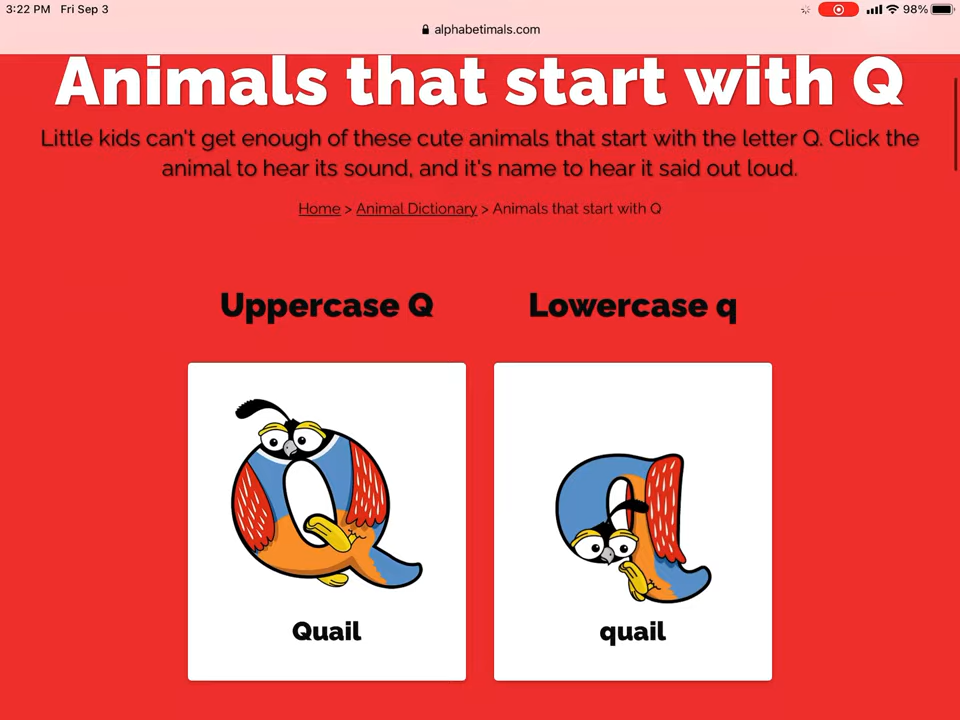 3:22 PM Fri Sep 3
98%
alphabetimals.com
Animals that start with Q
Little kids can't get enough of these cute animals that start with the letter Q. Click the
animal to hear its sound, and it's name to hear it said out loud.
Home > Animal Dictionary > Animals that start with Q
Uppercase Q
Lowercase q
Quail
quail